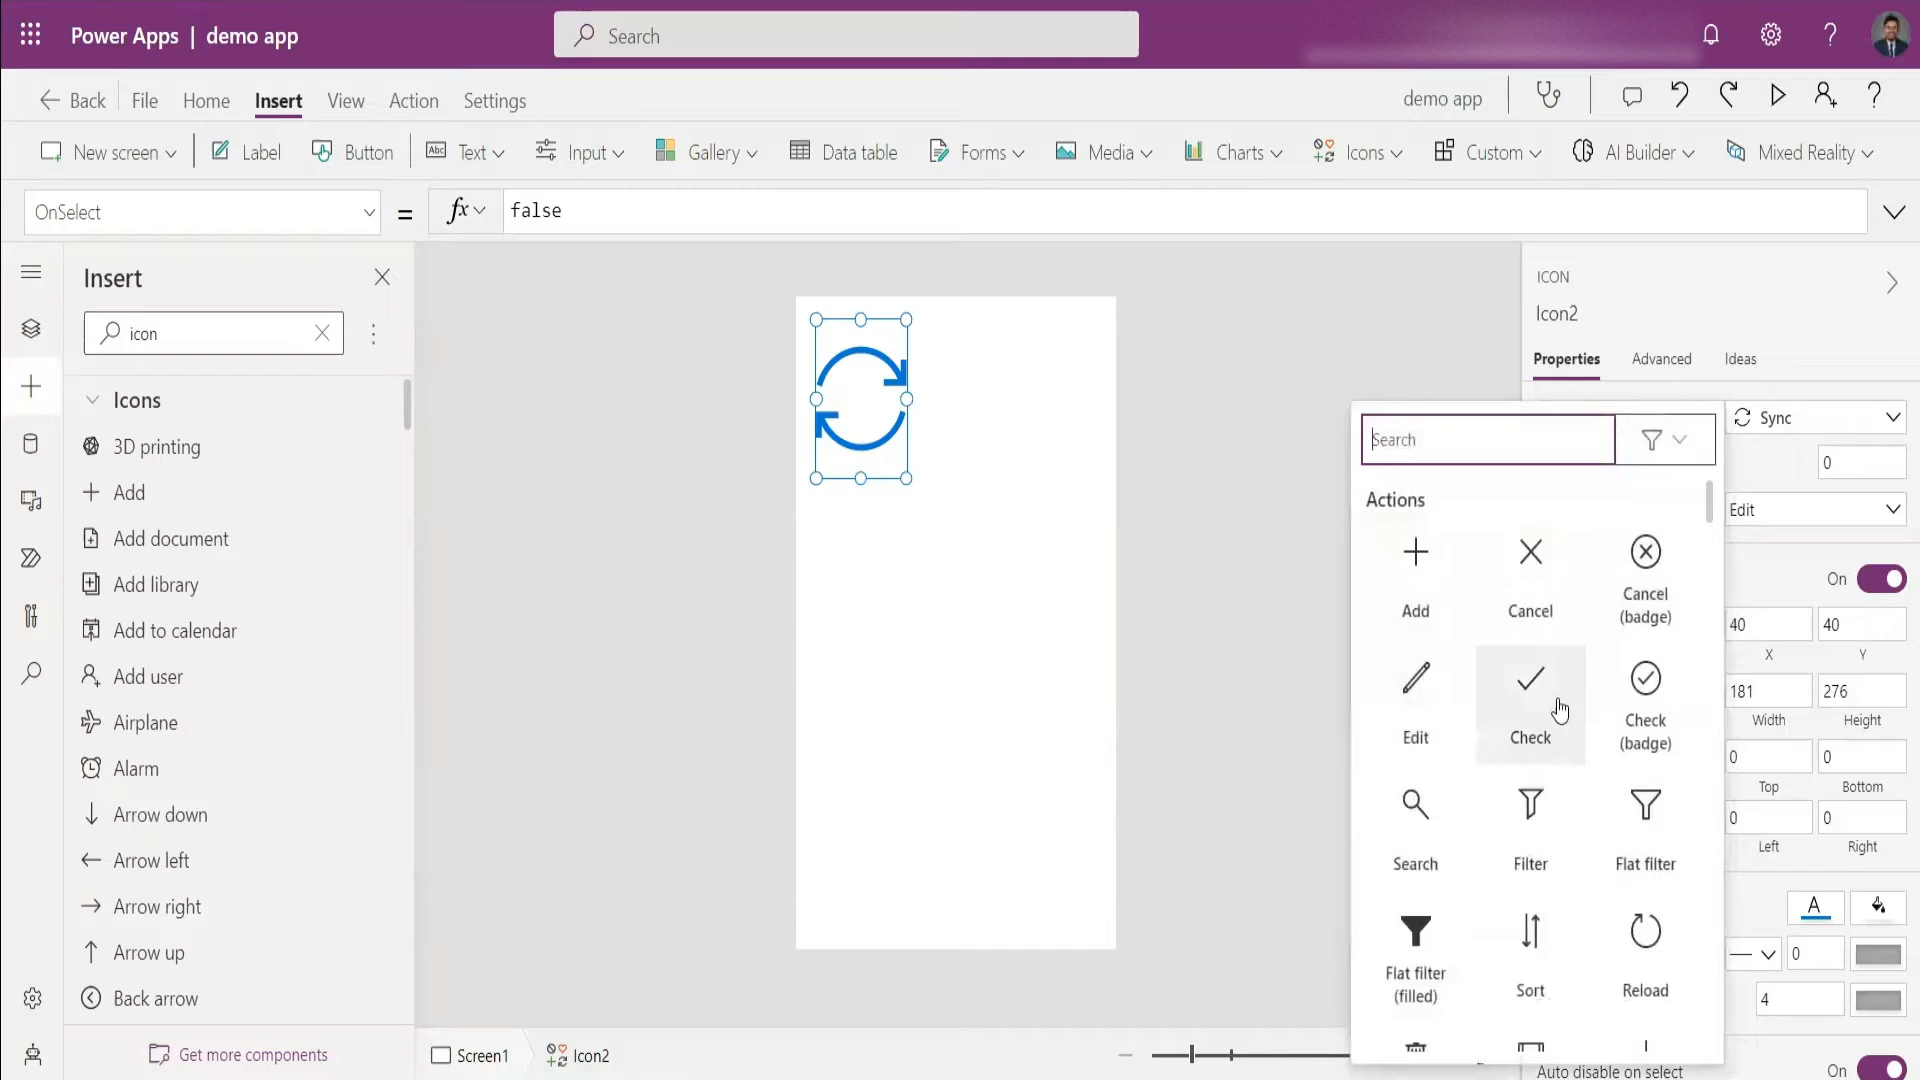 Power Apps | demo app
Search
Back File Home Insert View Action Settings
demo app
New screen Label Button Abc Text Input Gallery Data table Forms Media Charts Icons Custom AI Builder Mixed Reality
OnSelect = fx false
Insert
icon
Icons
3D printing
Add
Add document
Add library
Add to calendar
Add user
Airplane
Alarm
Arrow down
Arrow left
Arrow right
Arrow up
Back arrow
Get more components
Screen1 Icon2
ICON
Icon2
Properties Advanced Ideas
Search
Actions
Add Cancel Cancel (badge)
Edit Check Check (badge)
Search Filter Flat filter
Flat filter (filled) Sort Reload
Sync
0
Edit
On
40 40
X Y
181 276
Width Height
0 0
Top Bottom
0 0
Left Right
A
0
4
Auto disable on select On